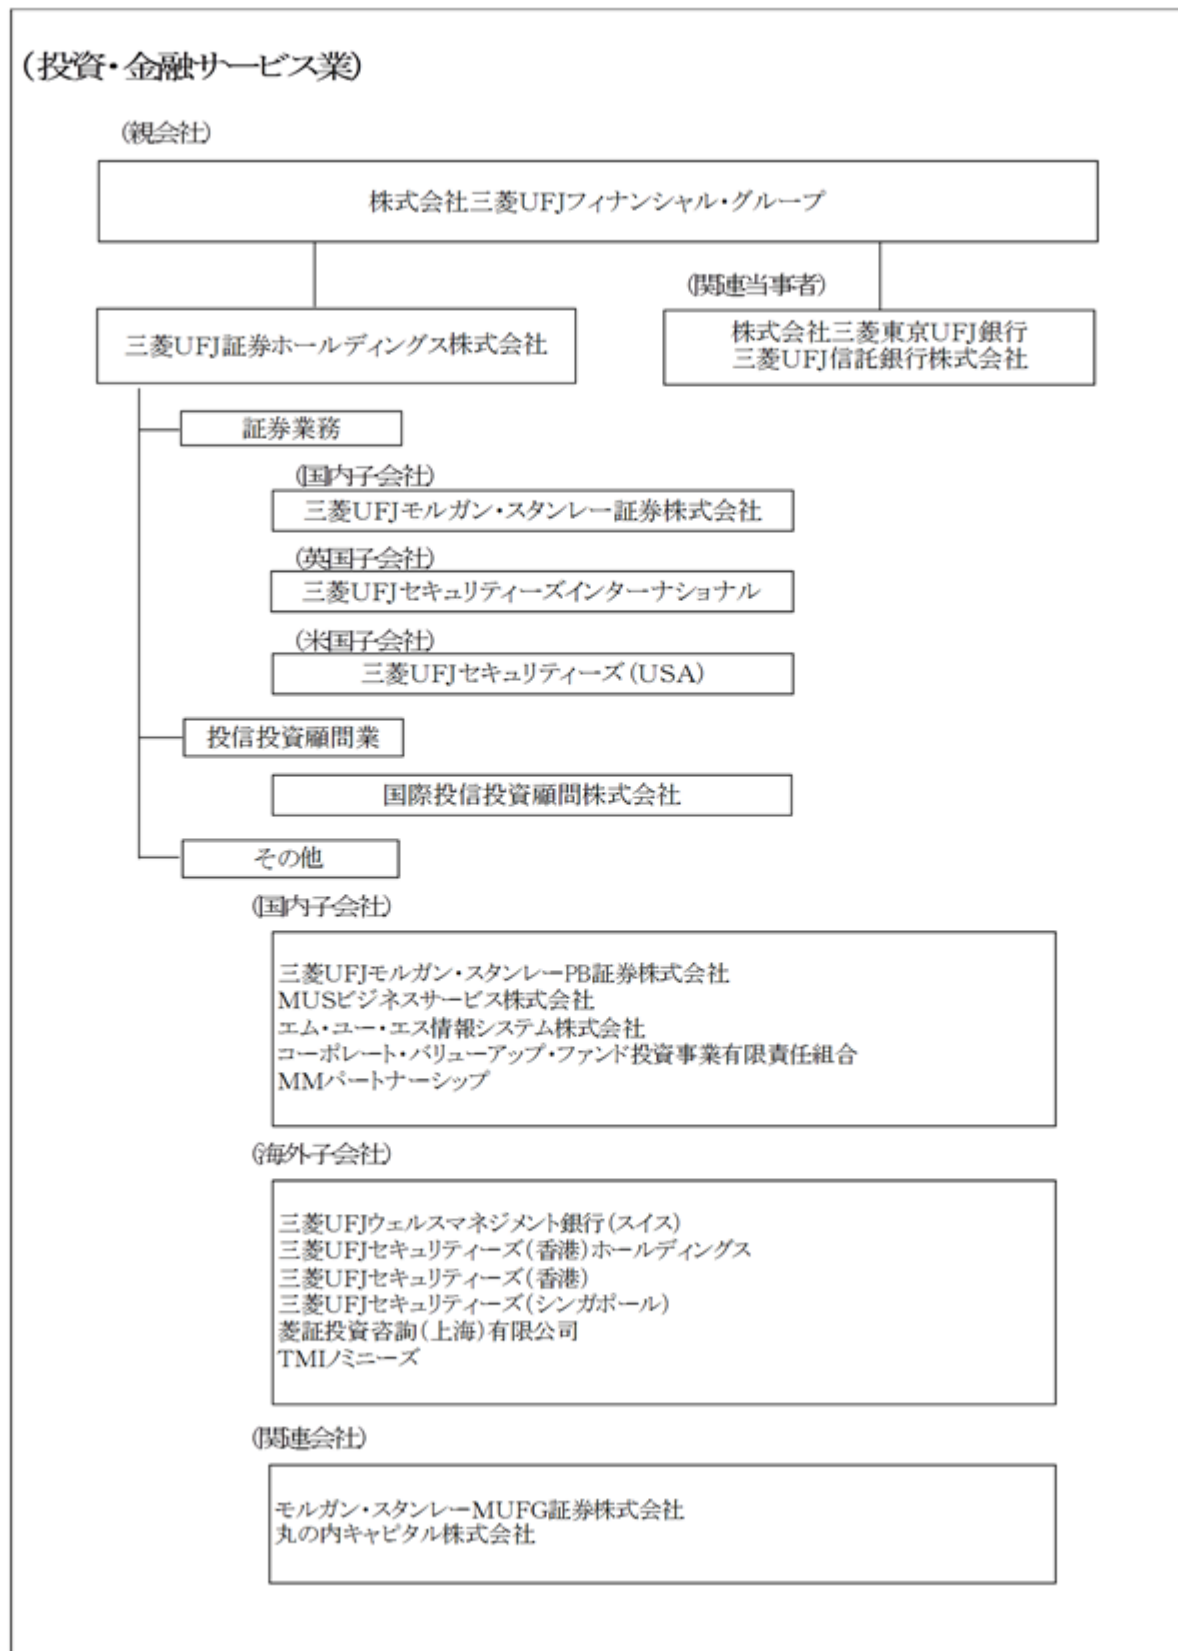 （投資・金融サービス業）
（親会社）
株式会社三菱UFJフィナンシャル・グループ
（関連当事者）
三菱UFJ証券ホールディングス株式会社
株式会社三菱東京UFJ銀行
三菱UFJ信託銀行株式会社
証券業務
（国内子会社）
三菱UFJモルガン・スタンレー証券株式会社
（英国子会社）
三菱UFJセキュリティーズインターナショナル
（米国子会社）
三菱UFJセキュリティーズ（USA）
投信投資顧問業
国際投信投資顧問株式会社
その他
（国内子会社）
三菱UFJモルガン・スタンレーPB証券株式会社
MUSビジネスサービス株式会社
エム・ユー・エス情報システム株式会社
コーポレート・バリューアップ・ファンド投資事業有限責任組合
MMパートナーシップ
（海外子会社）
三菱UFJウェルスマネジメント銀行（スイス）
三菱UFJセキュリティーズ（香港）ホールディングス
三菱UFJセキュリティーズ（香港）
三菱UFJセキュリティーズ（シンガポール）
菱証投資咨詢（上海）有限公司
TMIノミニーズ
（関連会社）
モルガン・スタンレーMUFG証券株式会社
丸の内キャピタル株式会社